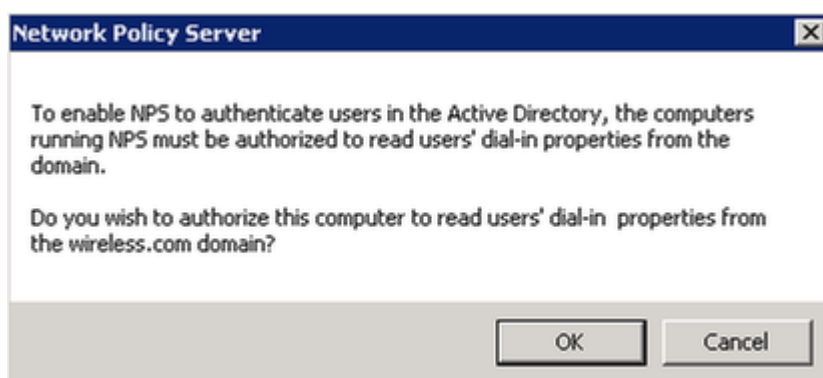 Network Policy Server
To enable NPS to authenticate users in the Active Directory, the computers
running NPS must be authorized to read users' dial-in properties from the
domain.
Do you wish to authorize this computer to read users' dial-in  properties from
the wireless.com domain?
OK
Cancel